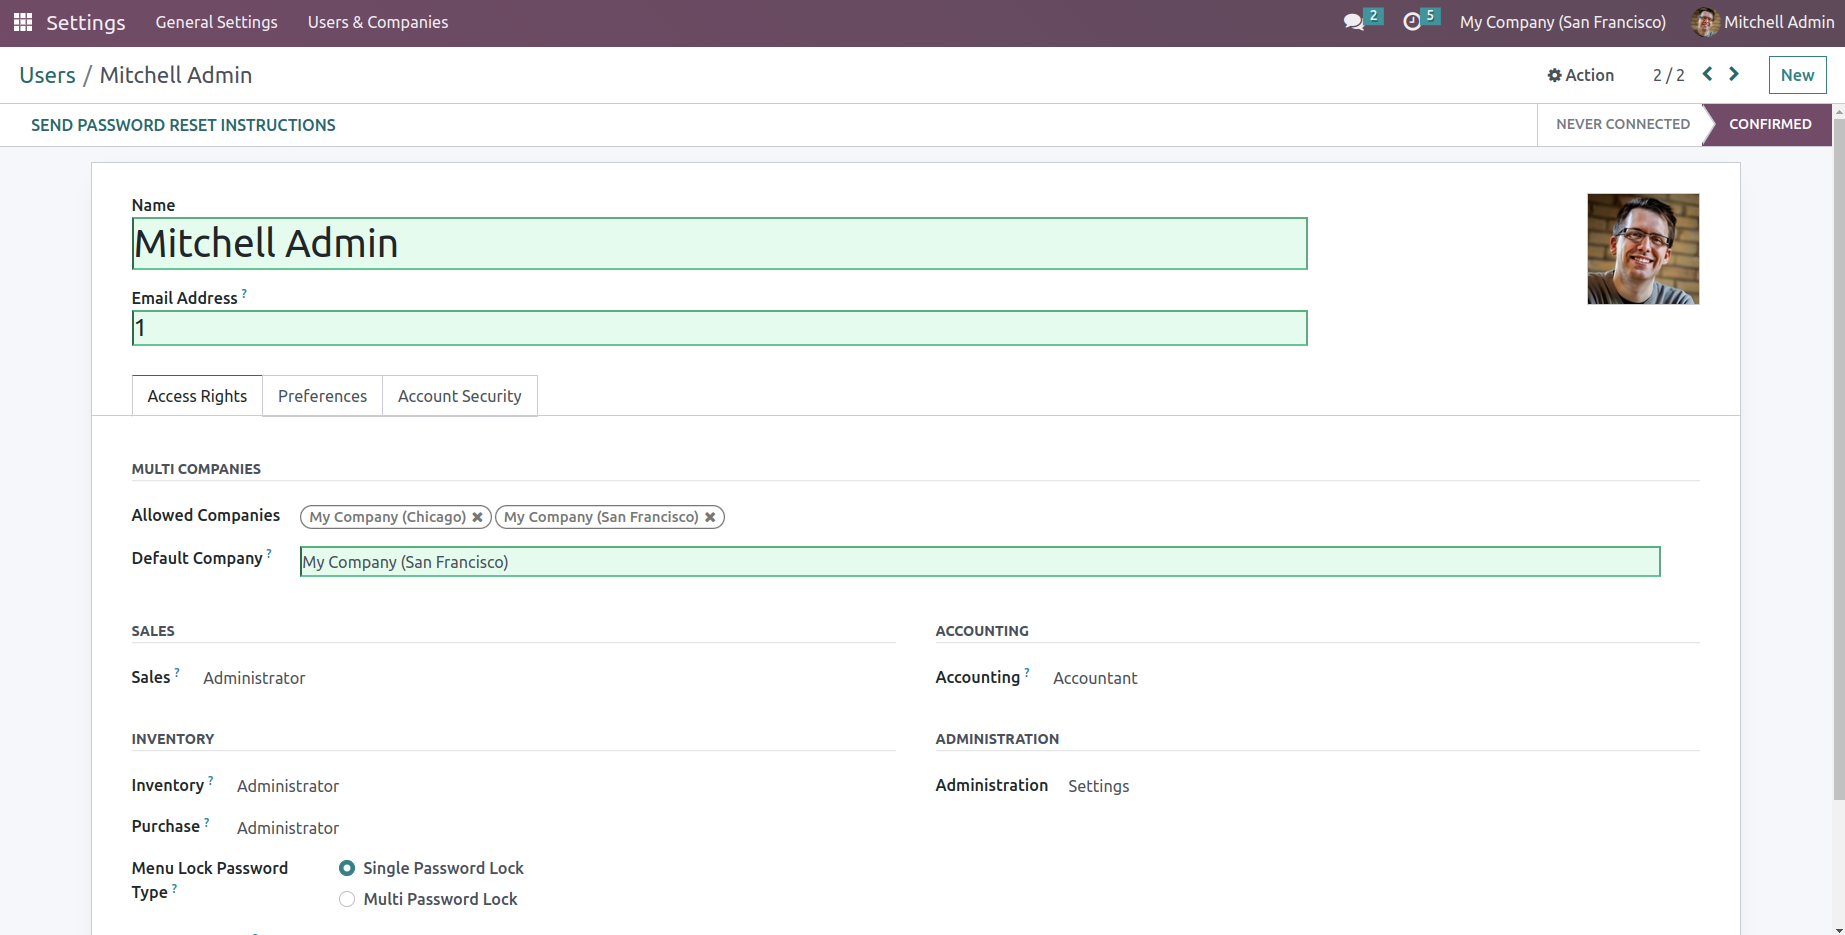 Settings General Settings Users & Companies 2 5 My Company (San Francisco) Mitchell Admin
Users / Mitchell Admin Action 2 / 2 New
SEND PASSWORD RESET INSTRUCTIONS NEVER CONNECTED CONFIRMED
Name
Mitchell Admin
Email Address ?
1
Access Rights Preferences Account Security
MULTI COMPANIES
Allowed Companies My Company (Chicago) ✖ My Company (San Francisco) ✖
Default Company ? My Company (San Francisco)
SALES ACCOUNTING
Sales ? Administrator Accounting ? Accountant
INVENTORY ADMINISTRATION
Inventory ? Administrator Administration Settings
Purchase ? Administrator
Menu Lock Password Single Password Lock
Type ?
Multi Password Lock